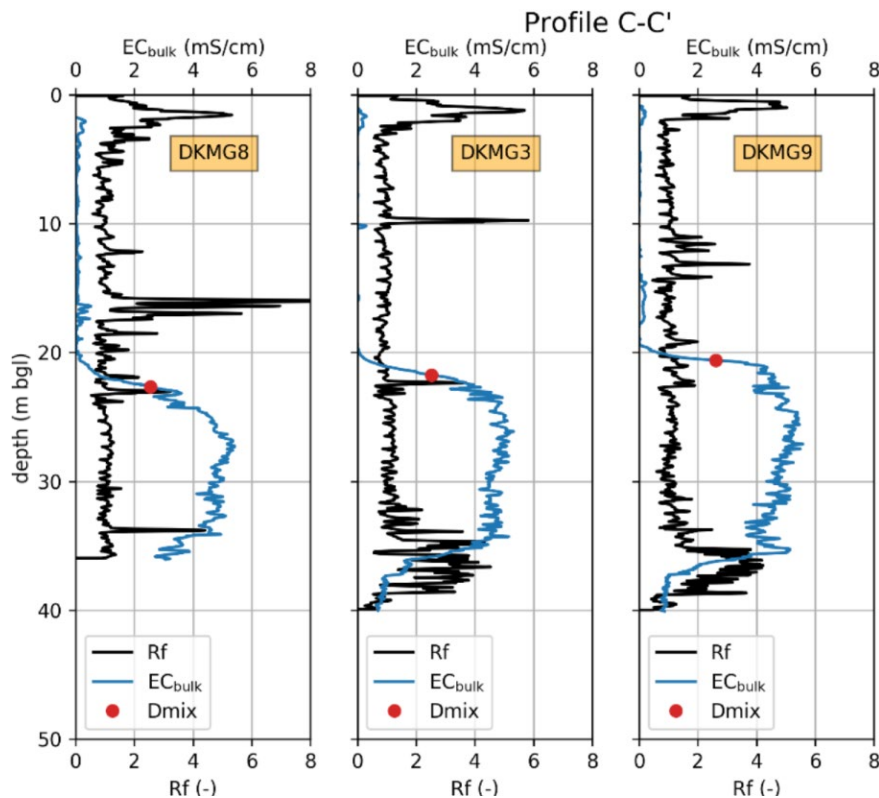 Profile C-C'
EC_bulk (mS/cm) EC_bulk (mS/cm) EC_bulk (mS/cm)
0 2 4 6 8 0 2 4 6 8 0 2 4 6 8
0
10
20
30
40
50
depth (m bgl)
DKMG8 DKMG3 DKMG9
Rf Rf Rf
EC_bulk EC_bulk EC_bulk
Dmix Dmix Dmix
0 2 4 6 8 0 2 4 6 8 0 2 4 6 8
Rf (-) Rf (-) Rf (-)